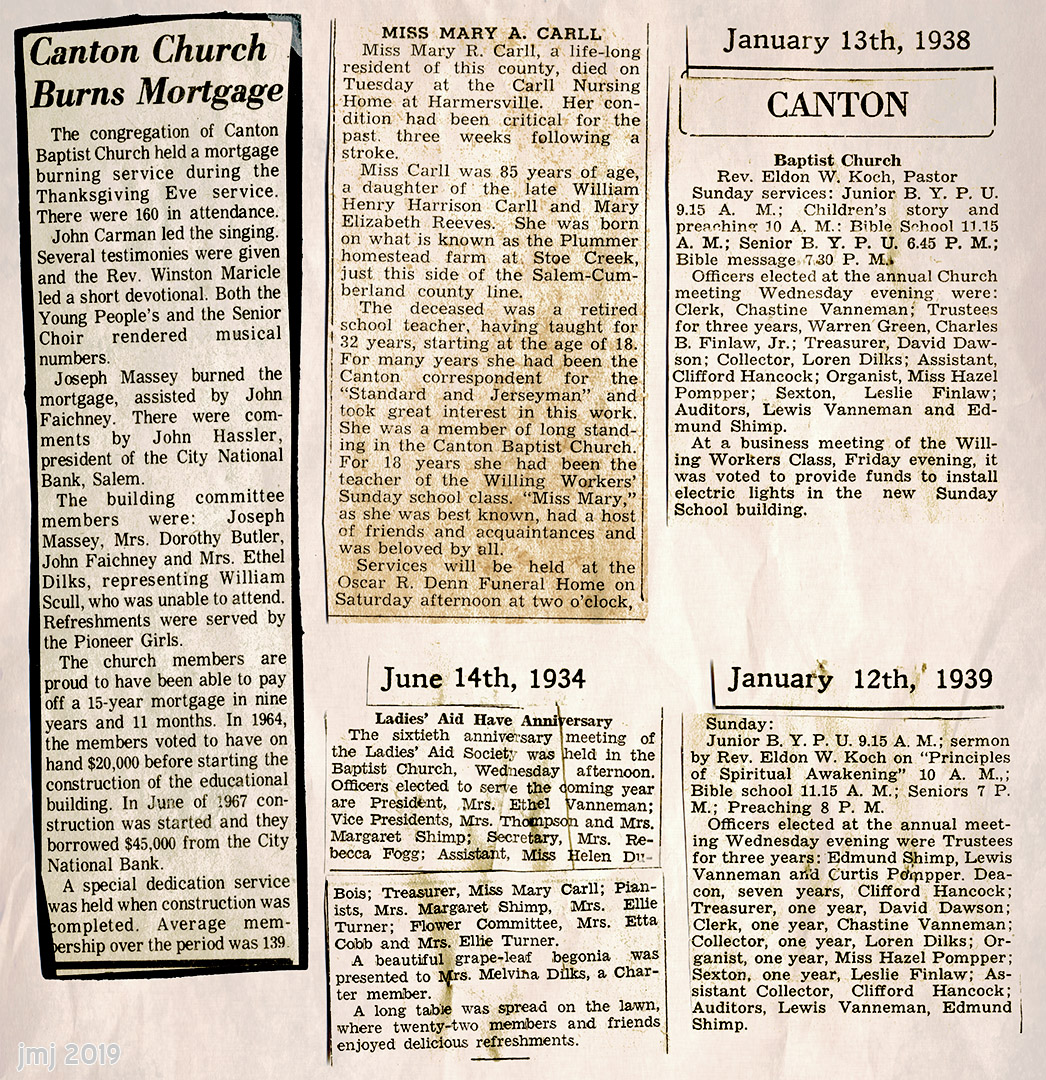 Canton Church
Burns Mortgage
The congregation of Canton
Baptist Church held a mortgage
burning service during the
Thanksgiving Eve service.
There were 160 in attendance.
John Carman led the singing.
Several testimonies were given
and the Rev. Winston Maricle
led a short devotional. Both the
Young People's and the Senior
Choir rendered musical
numbers.
Joseph Massey burned the
mortgage, assisted by John
Faichney. There were com-
ments by John Hassler,
president of the City National
Bank, Salem.
The building committee
members were: Joseph
Massey, Mrs. Dorothy Butler,
John Faichney and Mrs. Ethel
Dilks, representing William
Scull, who was unable to attend.
Refreshments were served by
the Pioneer Girls.
The church members are
proud to have been able to pay
off a 15-year mortgage in nine
years and 11 months. In 1964,
the members voted to have on
hand $20,000 before starting the
construction of the educational
building. In June of 1967 con-
struction was started and they
borrowed $45,000 from the City
National Bank.
A special dedication service
was held when construction was
completed. Average mem-
bership over the period was 139.
MISS MARY A. CARLL
Miss Mary R. Carll, a life-long
resident of this county, died on
Tuesday at the Carll Nursing
Home at Harmersville. Her con-
dition had been critical for the
past three weeks following a
stroke.
Miss Carll was 85 years of age,
a daughter of the late William
Henry Harrison Carll and Mary
Elizabeth Reeves. She was born
on what is known as the Plummer
homestead farm at Stoe Creek,
just this side of the Salem-Cum-
berland county line.
The deceased was a retired
school teacher, having taught for
32 years, starting at the age of 18.
For many years she had been the
Canton correspondent for the
"Standard and Jerseyman" and
took great interest in this work.
She was a member of long stand-
ing in the Canton Baptist Church.
For 18 years she had been the
teacher of the Willing Workers'
Sunday school class. "Miss Mary,"
as she was best known, had a host
of friends and acquaintances and
was beloved by all.
Services will be held at the
Oscar R. Denn Funeral Home on
Saturday afternoon at two o'clock,
January 13th, 1938
CANTON
Baptist Church
Rev. Eldon W. Koch, Pastor
Sunday services: Junior B. Y. P. U.
9.15 A. M.; Children's story and
preaching 10 A. M.: Bible School 11.15
A. M.; Senior B. Y. P. U. 6.45 P. M.;
Bible message 7.30 P. M.
Officers elected at the annual Church
meeting Wednesday evening were:
Clerk, Chastine Vanneman; Trustees
for three years, Warren Green, Charles
B. Finlaw, Jr.; Treasurer, David Daw-
son; Collector, Loren Dilks; Assistant,
Clifford Hancock; Organist, Miss Hazel
Pompper; Sexton, Leslie Finlaw;
Auditors, Lewis Vanneman and Ed-
mund Shimp.
At a business meeting of the Will-
ing Workers Class, Friday evening, it
was voted to provide funds to install
electric lights in the new Sunday
School building.
June 14th, 1934
Ladies' Aid Have Anniversary
The sixtieth anniversary meeting of
the Ladies' Aid Society was held in the
Baptist Church, Wednesday afternoon.
Officers elected to serve the coming year
are President, Mrs. Ethel Vanneman;
Vice Presidents, Mrs. Thompson and Mrs.
Margaret Shimp; Secretary, Mrs. Re-
becca Fogg; Assistant, Miss Helen Du-
Bois; Treasurer, Miss Mary Carll; Pian-
ists, Mrs. Margaret Shimp, Mrs. Ellie
Turner; Flower Committee, Mrs. Etta
Cobb and Mrs. Ellie Turner.
A beautiful grape-leaf begonia was
presented to Mrs. Melvina Dilks, a Char-
ter member.
A long table was spread on the lawn,
where twenty-two members and friends
enjoyed delicious refreshments.
January 12th, 1939
Sunday:
Junior B. Y. P. U. 9.15 A. M.; sermon
by Rev. Eldon W. Koch on "Principles
of Spiritual Awakening" 10 A. M.,;
Bible school 11.15 A. M.; Seniors 7 P.
M.; Preaching 8 P. M.
Officers elected at the annual meet-
ing Wednesday evening were Trustees
for three years: Edmund Shimp, Lewis
Vanneman and Curtis Pompper. Dea-
con, seven years, Clifford Hancock;
Treasurer, one year, David Dawson;
Clerk, one year, Chastine Vanneman;
Collector, one year, Loren Dilks; Or-
ganist, one year, Miss Hazel Pompper;
Sexton, one year, Leslie Finlaw; As-
sistant Collector, Clifford Hancock;
Auditors, Lewis Vanneman, Edmund
Shimp.
jmj 2019